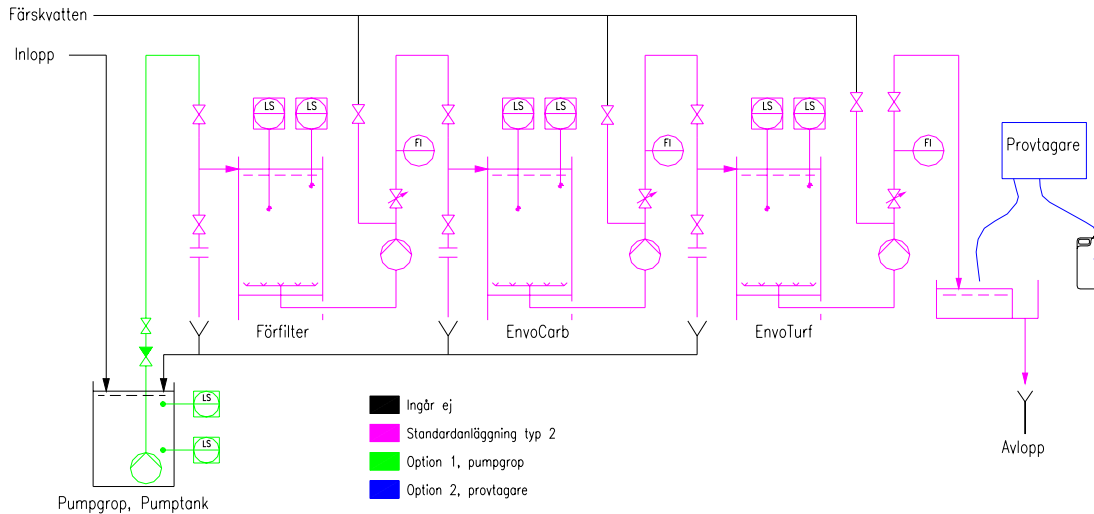 Färskvatten
Inlopp
LS LS
LS LS
LS LS
FI
FI
FI
Provtagare
Förfilter
EnvoCarb
EnvoTurf
LS
LS
Ingår ej
Standardanläggning typ 2
Option 1, pumpgrop
Option 2, provtagare
Avlopp
Pumpgrop, Pumptank